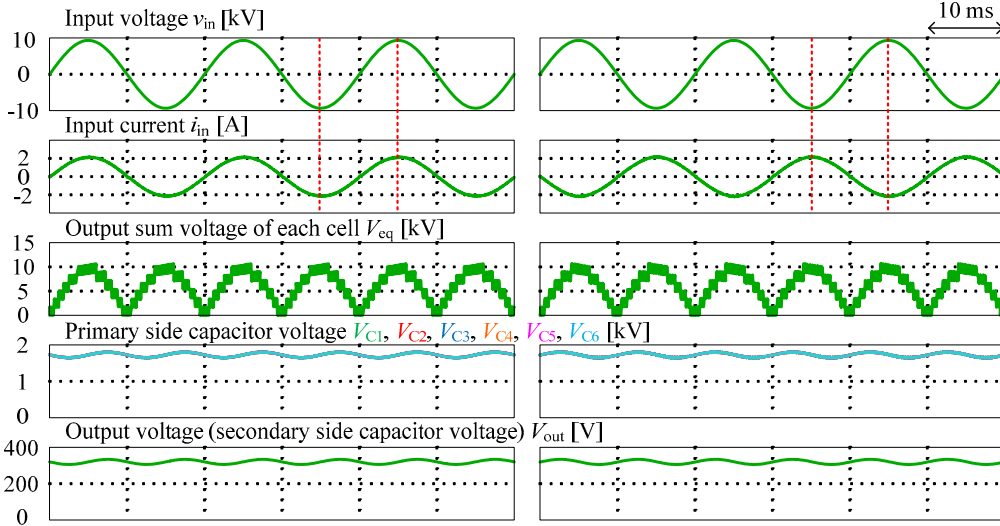 Input voltage vin [kV]
10 ms
10
0
-10
Input current iin [A]
2
0
-2
Output sum voltage of each cell Veq [kV]
15
10
5
0
Primary side capacitor voltage VC1, VC2, VC3, VC4, VC5, VC6 [kV]
2
1
0
Output voltage (secondary side capacitor voltage) Vout [V]
400
200
0